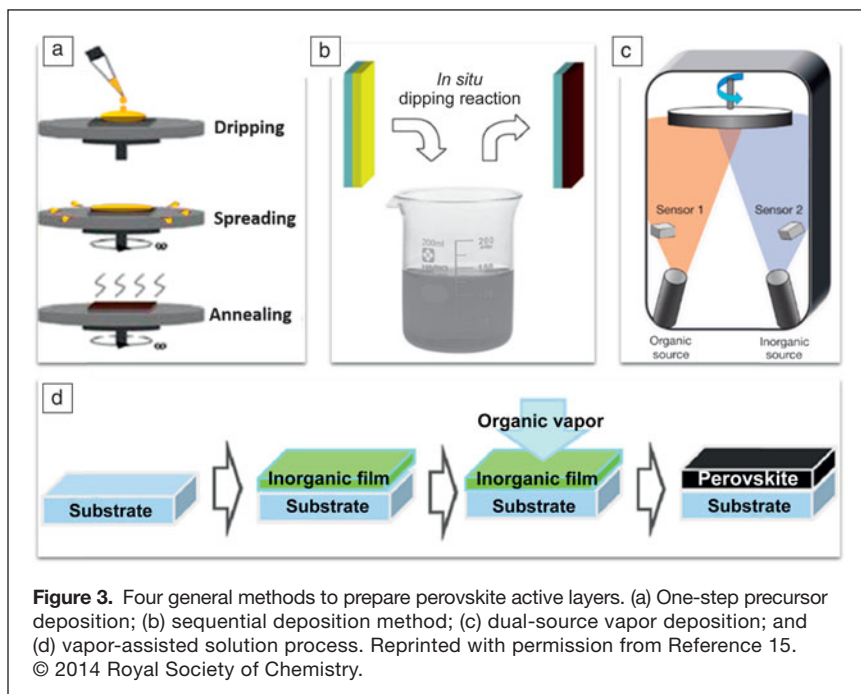 a
Dripping
Spreading
ω
Annealing
ω
b
In situ
dipping reaction
200ml
200
150
c
Sensor 1
Sensor 2
Organic
source
Inorganic
source
d
Organic vapor
Substrate
Inorganic film
Substrate
Inorganic film
Substrate
Perovskite
Substrate
Figure 3. Four general methods to prepare perovskite active layers. (a) One-step precursor
deposition; (b) sequential deposition method; (c) dual-source vapor deposition; and
(d) vapor-assisted solution process. Reprinted with permission from Reference 15.
© 2014 Royal Society of Chemistry.